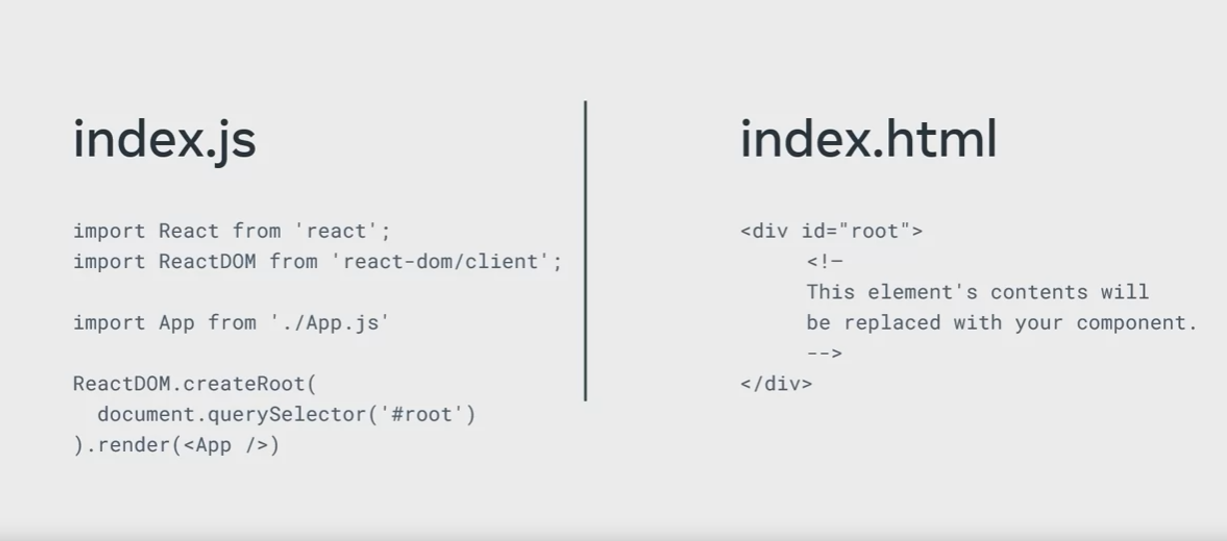 index.js
import React from 'react';
import ReactDOM from 'react-dom/client';
import App from './App.js'
ReactDOM.createRoot(
document.querySelector('#root')
).render(<App />)
index.html
<div id="root">
<!—
This element's contents will
be replaced with your component.
-->
</div>